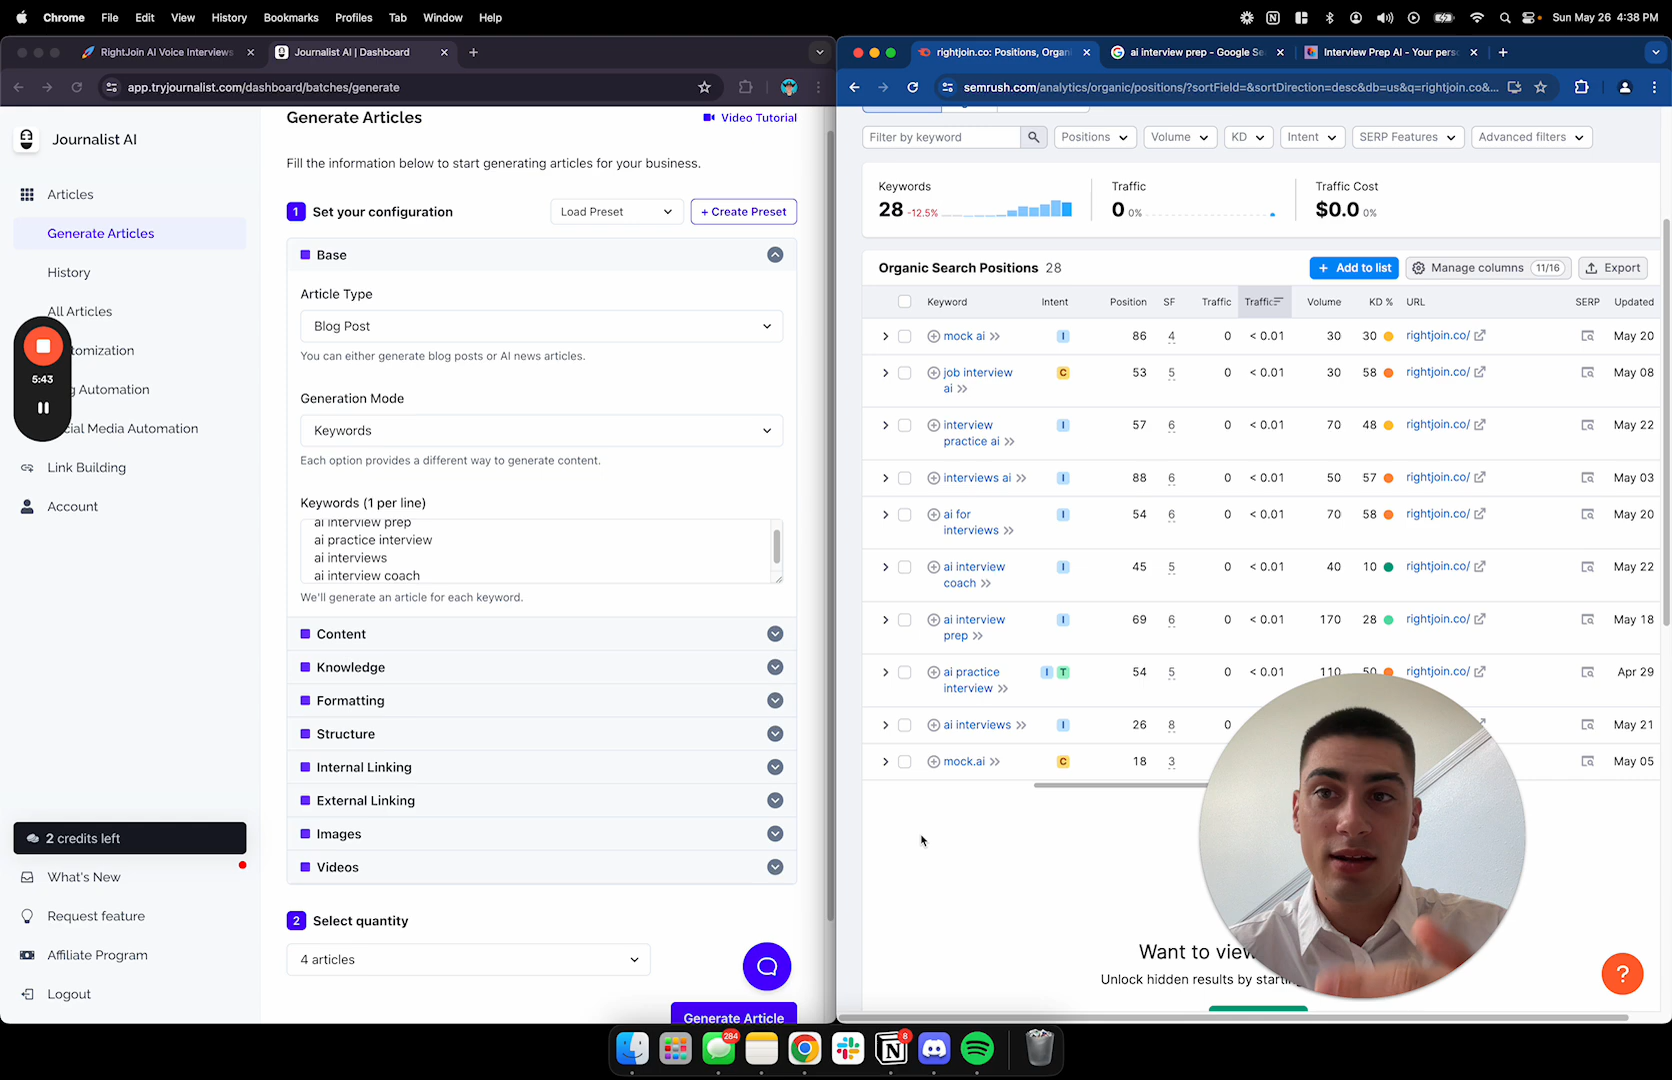 Chrome File Edit View History Bookmarks Profiles Tab Window Help
Sun May 26 4:38 PM
RightJoin AI Voice Interviews
Journalist AI | Dashboard
app.tryjournalist.com/dashboard/batches/generate
Journalist AI
Articles
Generate Articles
History
All Articles
tomization
Automation
cial Media Automation
Link Building
Account
5:43
2 credits left
What's New
Request feature
Affiliate Program
Logout
Generate Articles
Video Tutorial
Fill the information below to start generating articles for your business.
1 Set your configuration
Load Preset
+ Create Preset
Base
Article Type
Blog Post
You can either generate blog posts or AI news articles.
Generation Mode
Keywords
Each option provides a different way to generate content.
Keywords (1 per line)
ai interview prep
ai practice interview
ai interviews
ai interview coach
We'll generate an article for each keyword.
Content
Knowledge
Formatting
Structure
Internal Linking
External Linking
Images
Videos
2 Select quantity
4 articles
Generate Article
rightjoin.co: Positions, Organi
ai interview prep - Google Se
Interview Prep AI - Your pers
semrush.com/analytics/organic/positions/?sortField=&sortDirection=desc&db=us&q=rightjoin.co&...
Filter by keyword
Positions
Volume
KD
Intent
SERP Features
Advanced filters
Keywords
28 -12.5%
Traffic
0 0%
Traffic Cost
$0.0 0%
Organic Search Positions 28
+ Add to list
Manage columns 11/16
Export
Keyword Intent Position SF Traffic Traffic Volume KD % URL SERP Updated
mock ai I 86 4 0 < 0.01 30 30 rightjoin.co/ May 20
job interview ai C 53 5 0 < 0.01 30 58 rightjoin.co/ May 08
interview practice ai I 57 6 0 < 0.01 70 48 rightjoin.co/ May 22
interviews ai I 88 6 0 < 0.01 50 57 rightjoin.co/ May 03
ai for interviews I 54 6 0 < 0.01 70 58 rightjoin.co/ May 20
ai interview coach I 45 5 0 < 0.01 40 10 rightjoin.co/ May 22
ai interview prep I 69 6 0 < 0.01 170 28 rightjoin.co/ May 18
ai practice interview I T 54 5 0 < 0.01 110 50 rightjoin.co/ Apr 29
ai interviews I 26 8 0 May 21
mock.ai C 18 3 May 05
Want to view
Unlock hidden results by starting
?
284
8